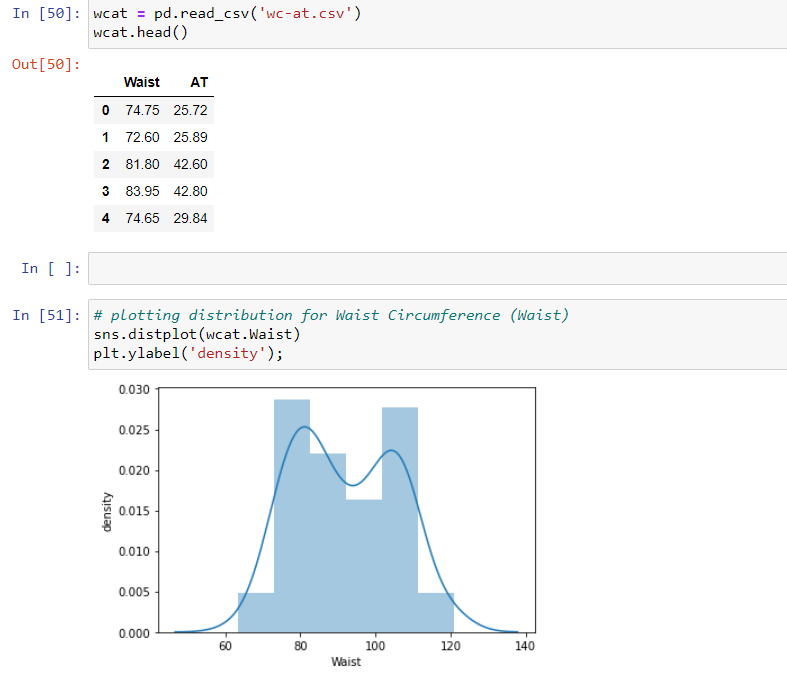 In [50]: wcat = pd.read_csv('wc-at.csv')
wcat.head()
Out[50]:
Waist AT
0 74.75 25.72
1 72.60 25.89
2 81.80 42.60
3 83.95 42.80
4 74.65 29.84
In [ ]:
In [51]: # plotting distribution for Waist Circumference (Waist)
sns.distplot(wcat.Waist)
plt.ylabel('density');
0.030
0.025
0.020
0.015
0.010
0.005
0.000
density
60 80 100 120 140
Waist